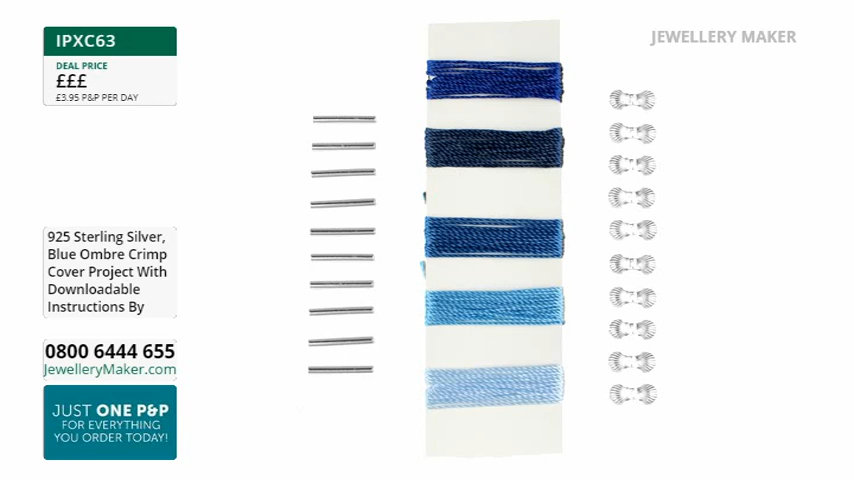 IPXC63
DEAL PRICE
£££
£3.95 P&P PER DAY
JEWELLERY MAKER
925 Sterling Silver,
Blue Ombre Crimp
Cover Project With
Downloadable
Instructions By
0800 6444 655
JewelleryMaker.com
JUST ONE P&P
FOR EVERYTHING
YOU ORDER TODAY!